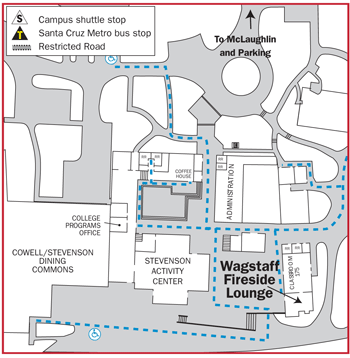 S Campus shuttle stop
T Santa Cruz Metro bus stop
Restricted Road
To McLaughlin
and Parking
COFFEE
HOUSE
ADMINISTRATION
COLLEGE
PROGRAMS
OFFICE
COWELL/STEVENSON
DINING
COMMONS
STEVENSON
ACTIVITY
CENTER
Wagstaff
Fireside
Lounge
CLASSROOM
175